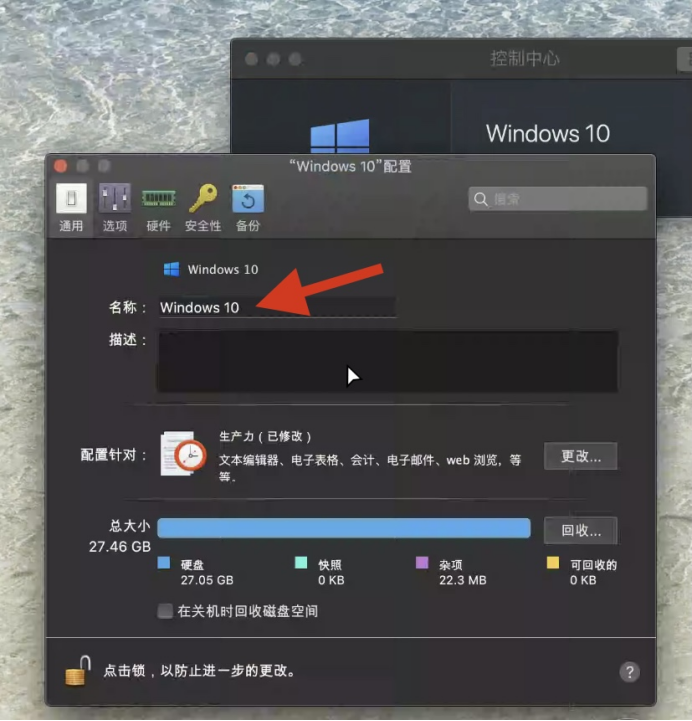 控制中心
Windows 10
“Windows 10”配置
通用 选项 硬件 安全性 备份
搜索
Windows 10
名称： Windows 10
描述：
配置针对：
生产力（已修改）
文本编辑器、电子表格、会计、电子邮件、web 浏览，等
等.
更改...
总大小
27.46 GB
回收...
硬盘 快照 杂项 可回收的
27.05 GB 0 KB 22.3 MB 0 KB
在关机时回收磁盘空间
点击锁，以防止进一步的更改。
?